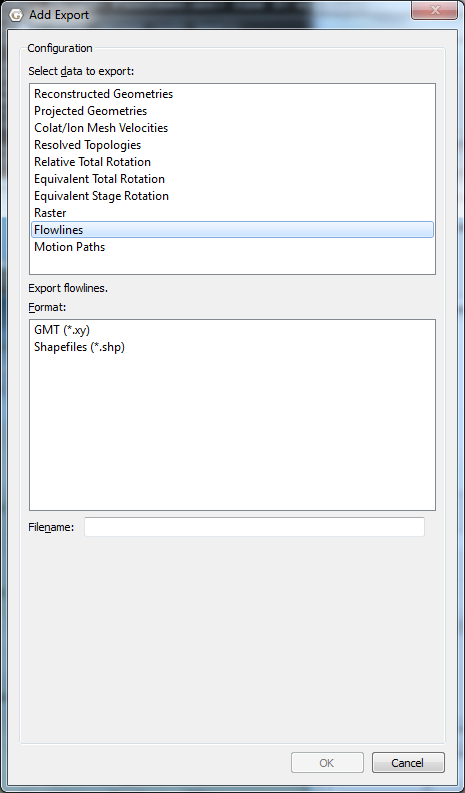 Add Export
Configuration
Select data to export:
Reconstructed Geometries
Projected Geometries
Colat/lon Mesh Velocities
Resolved Topologies
Relative Total Rotation
Equivalent Total Rotation
Equivalent Stage Rotation
Raster
Flowlines
Motion Paths
Export flowlines.
Format:
GMT (*.xy)
Shapefiles (*.shp)
Filename:
OK
Cancel